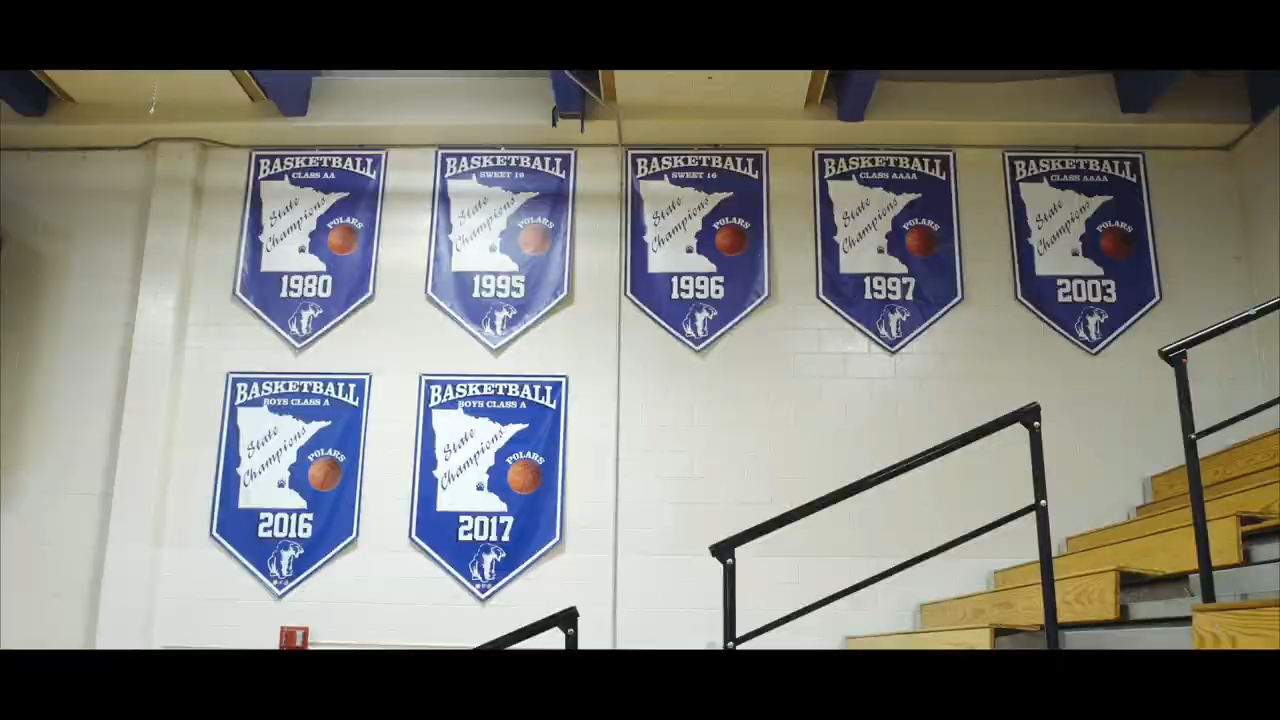 BASKETBALL
CLASS AA
State
Champions
POLARS
1980
BASKETBALL
SWEET 16
State
Champions
POLARS
1995
BASKETBALL
SWEET 16
State
Champions
POLARS
1996
BASKETBALL
CLASS AAAA
State
Champions
POLARS
1997
BASKETBALL
CLASS AAAA
State
Champions
POLARS
2003
BASKETBALL
BOYS CLASS A
State
Champions
POLARS
2016
BASKETBALL
BOYS CLASS A
State
Champions
POLARS
2017